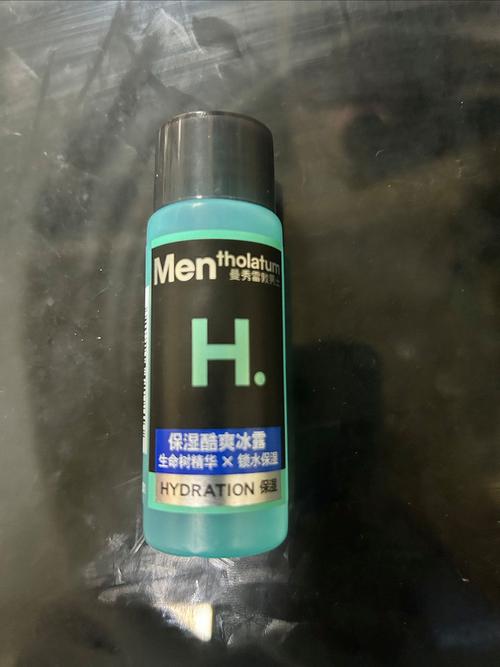 Mentholatum
曼秀雷敦男士
H.
保湿酷爽冰露
生命树精华 × 锁水保湿
HYDRATION 保湿